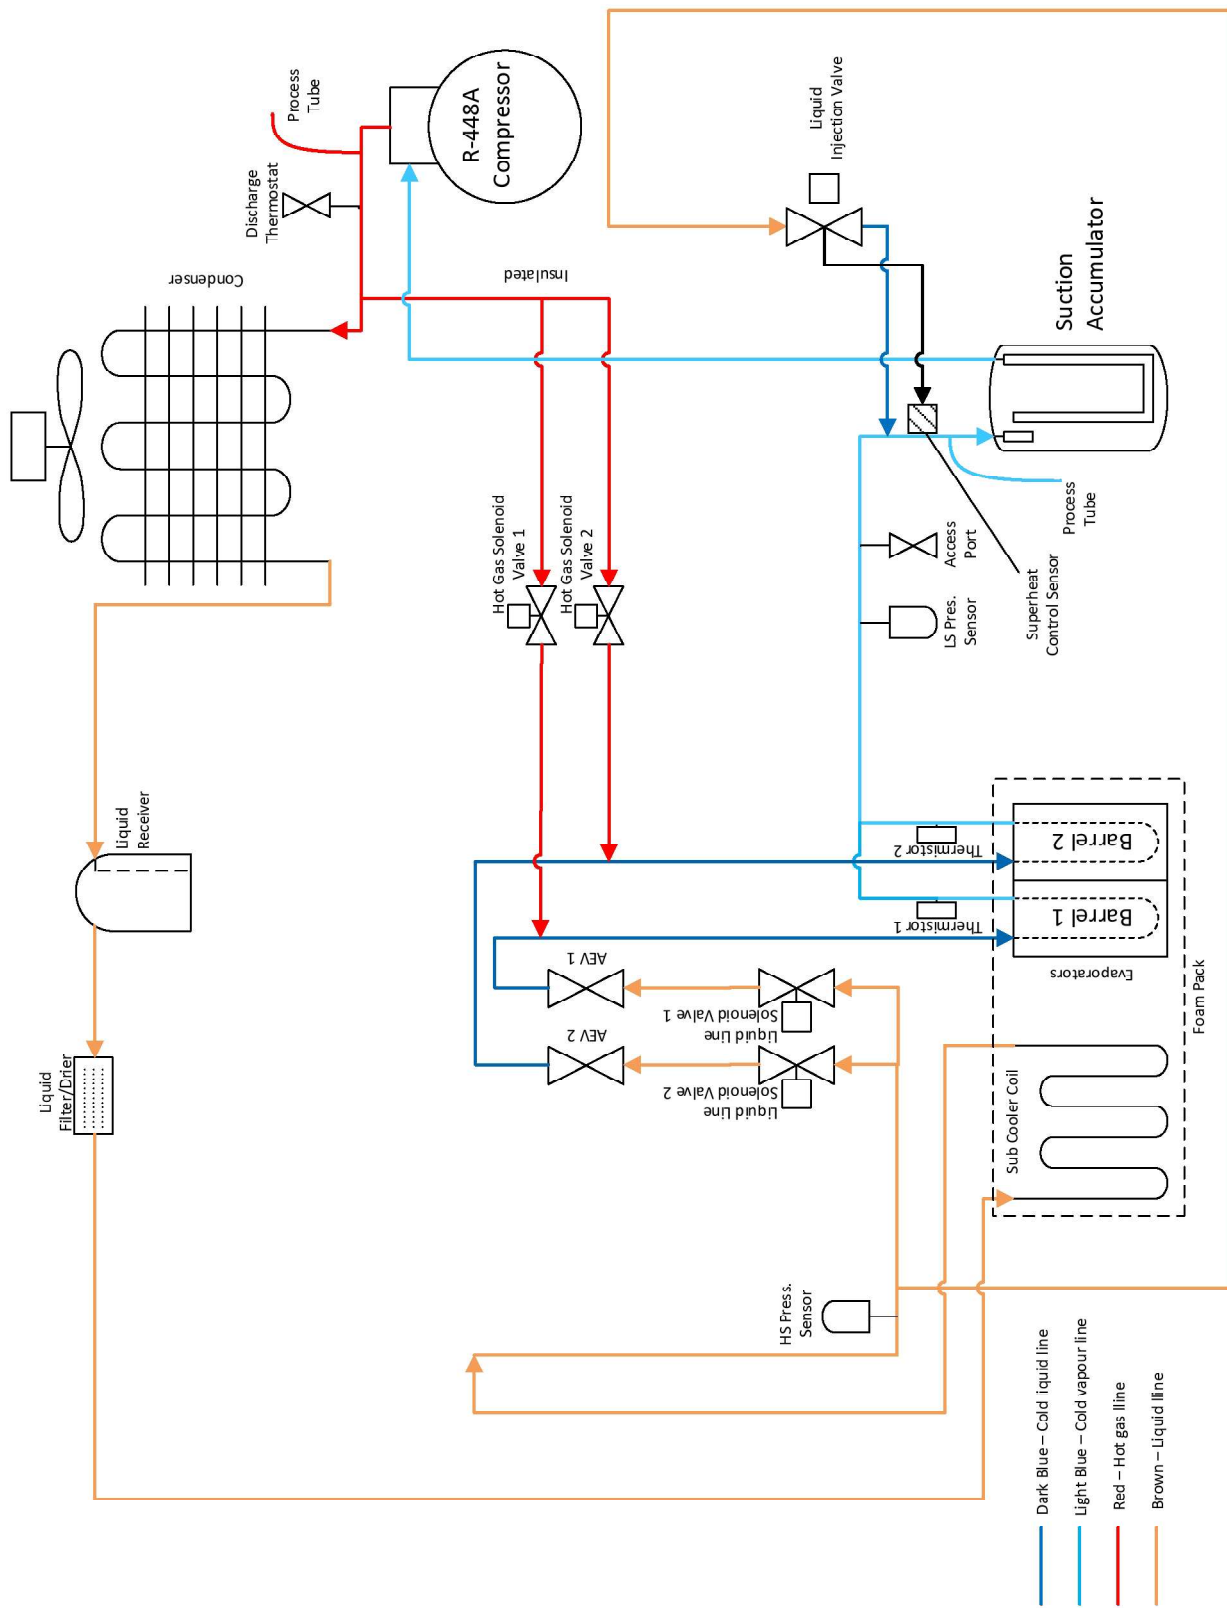 Process
Tube
R-448A
Compressor
Discharge
Thermostat
Condenser
Insulated
Liquid
Injection Valve
Suction
Accumulator
Hot Gas Solenoid
Valve 1
Hot Gas Solenoid
Valve 2
Access
Port
Process
Tube
LS Pres.
Sensor
Superheat
Control Sensor
Liquid
Receiver
Thermistor 2
Barrel 2
Thermistor 1
Barrel 1
Evaporators
Foam Pack
AEV 1
AEV 2
Liquid Line
Solenoid Valve 1
Liquid Line
Solenoid Valve 2
Liquid
Filter/Drier
Sub Cooler Coil
HS Press.
Sensor
Dark Blue – Cold iquid line
Light Blue – Cold vapour line
Red – Hot gas lline
Brown – Liquid lline